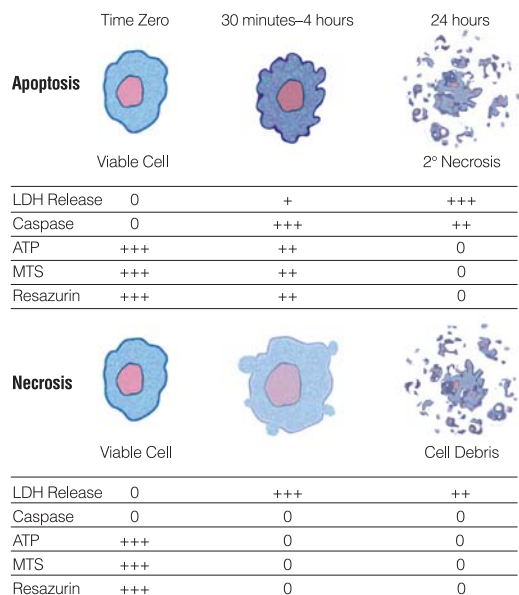 Time Zero 30 minutes–4 hours 24 hours
Apoptosis
Viable Cell 2° Necrosis
LDH Release 0 + +++
Caspase 0 +++ ++
ATP +++ ++ 0
MTS +++ ++ 0
Resazurin +++ ++ 0
Necrosis
Viable Cell Cell Debris
LDH Release 0 +++ ++
Caspase 0 0 0
ATP +++ 0 0
MTS +++ 0 0
Resazurin +++ 0 0